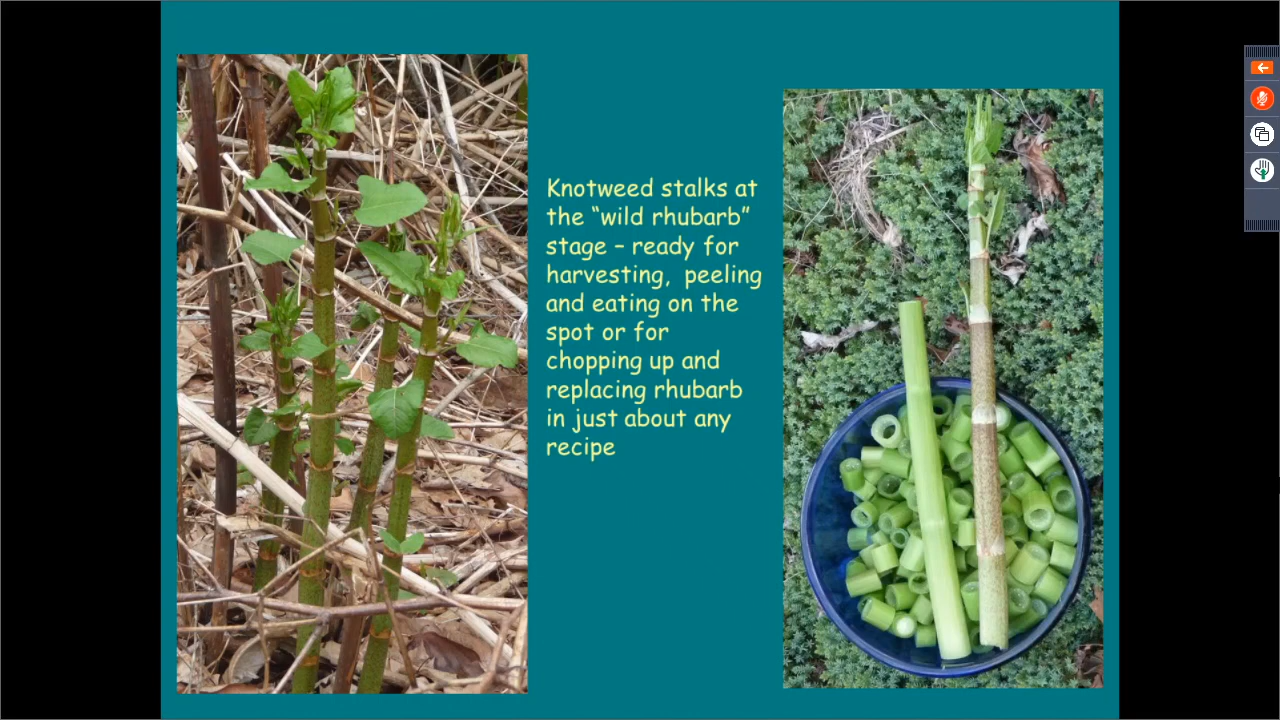 Knotweed stalks at
the “wild rhubarb”
stage – ready for
harvesting,  peeling
and eating on the
spot or for
chopping up and
replacing rhubarb
in just about any
recipe